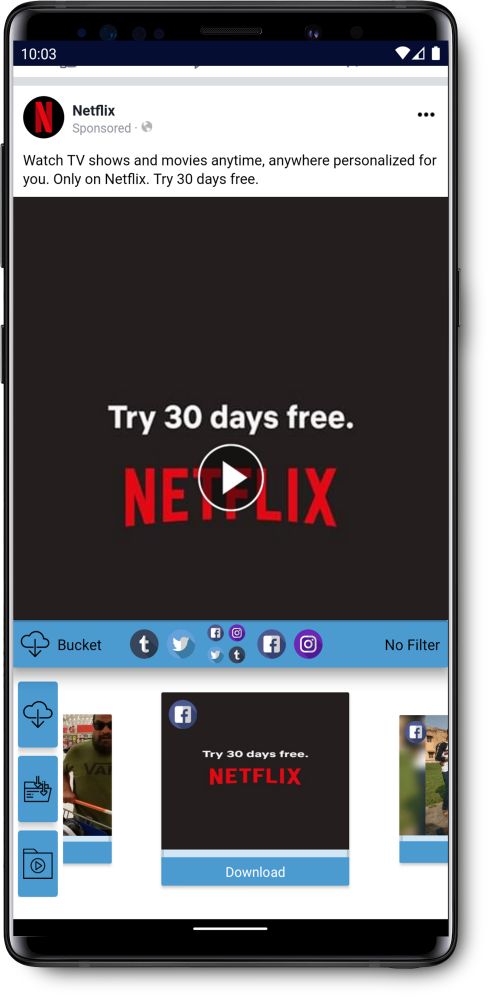 10:03
Netflix
Sponsored ·
Watch TV shows and movies anytime, anywhere personalized for
you. Only on Netflix. Try 30 days free.
Try 30 days free.
NETFLIX
Bucket
No Filter
Try 30 days free.
NETFLIX
Download